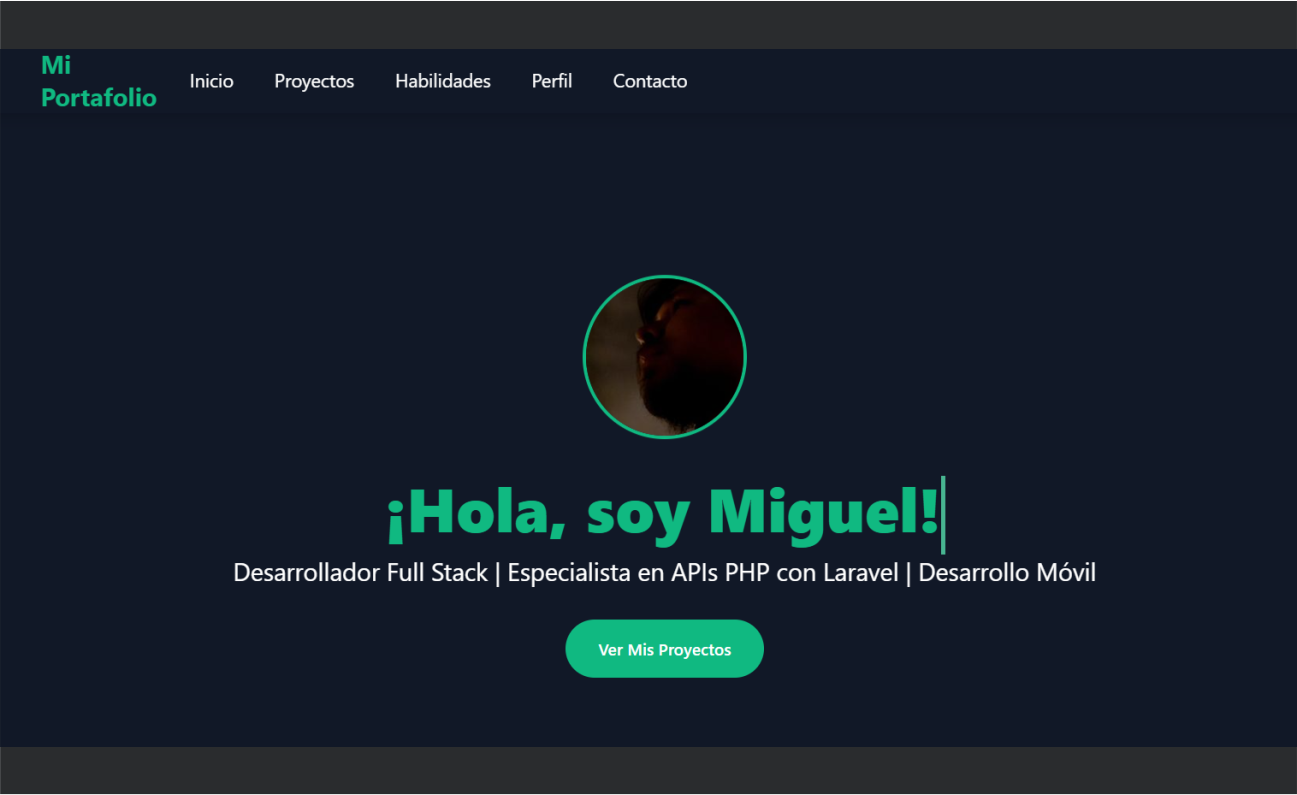 Mi
Portafolio
Inicio Proyectos Habilidades Perfil Contacto
¡Hola, soy Miguel!
Desarrollador Full Stack | Especialista en APIs PHP con Laravel | Desarrollo Móvil
Ver Mis Proyectos